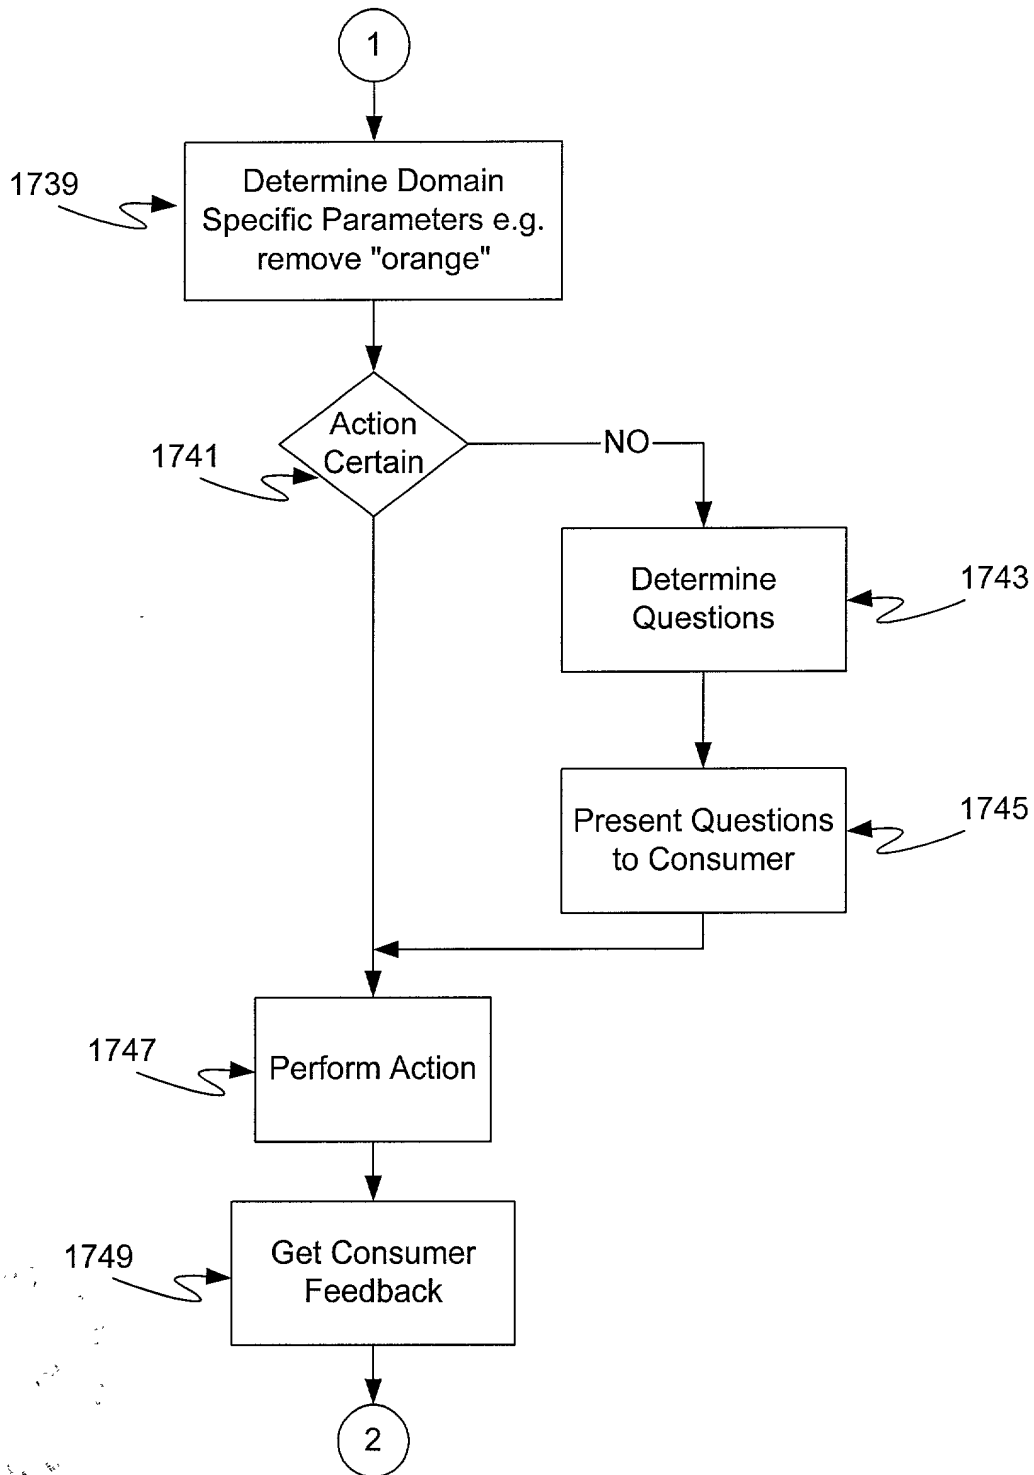 1
1739
Determine Domain
Specific Parameters e.g.
remove "orange"
1741
Action
Certain
NO
Determine
Questions
1743
Present Questions
to Consumer
1745
1747
Perform Action
1749
Get Consumer
Feedback
2